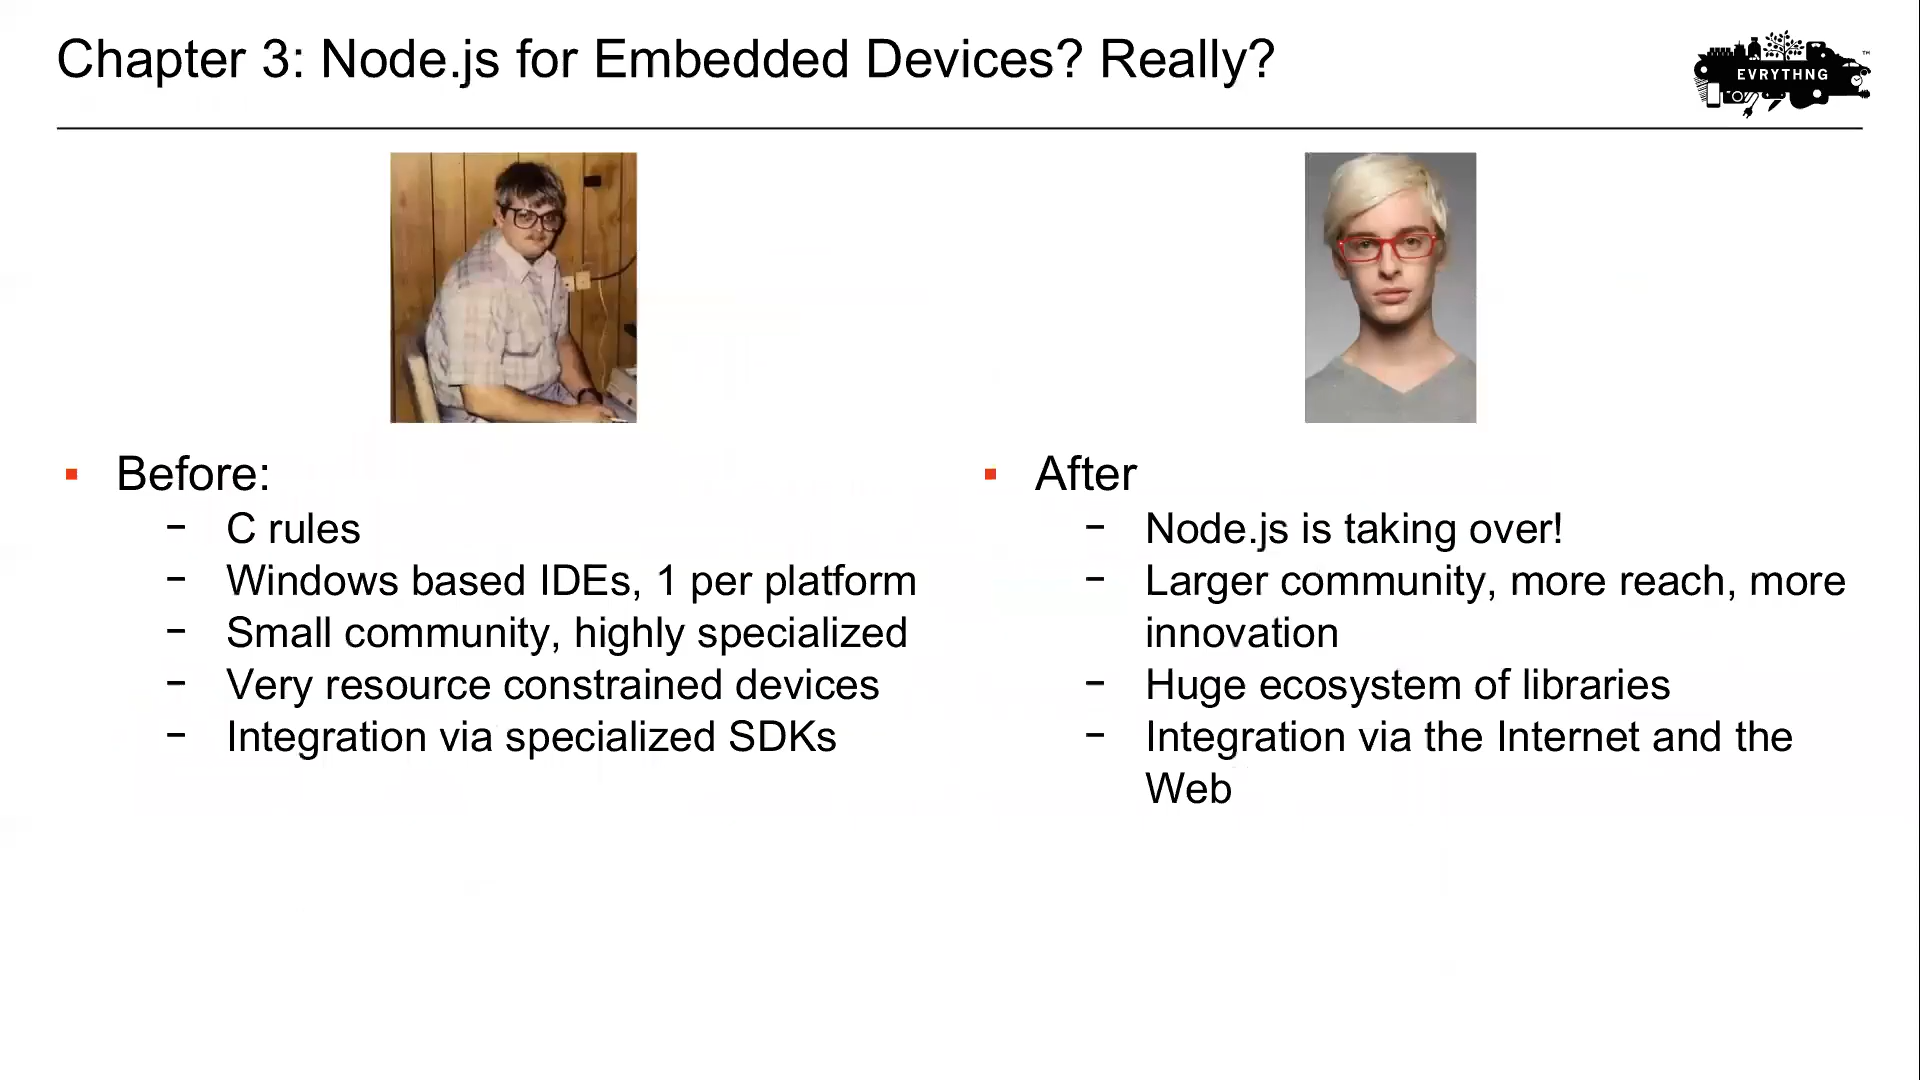 Chapter 3: Node.js for Embedded Devices? Really?
EVRYTHNG
TM
Before:
- C rules
- Windows based IDEs, 1 per platform
- Small community, highly specialized
- Very resource constrained devices
- Integration via specialized SDKs
After
- Node.js is taking over!
- Larger community, more reach, more
innovation
- Huge ecosystem of libraries
- Integration via the Internet and the
Web